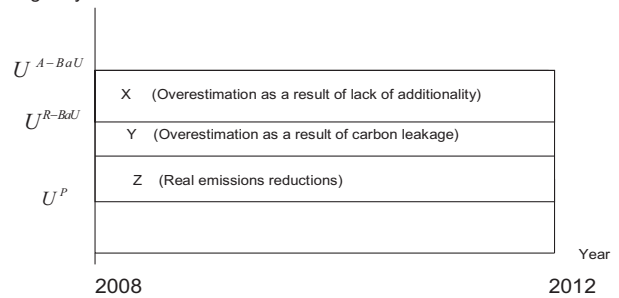 U^{A-BaU}
X (Overestimation as a result of lack of additionality)
U^{R-BaU}
Y (Overestimation as a result of carbon leakage)
Z (Real emissions reductions)
U^{P}
Year
2008 2012